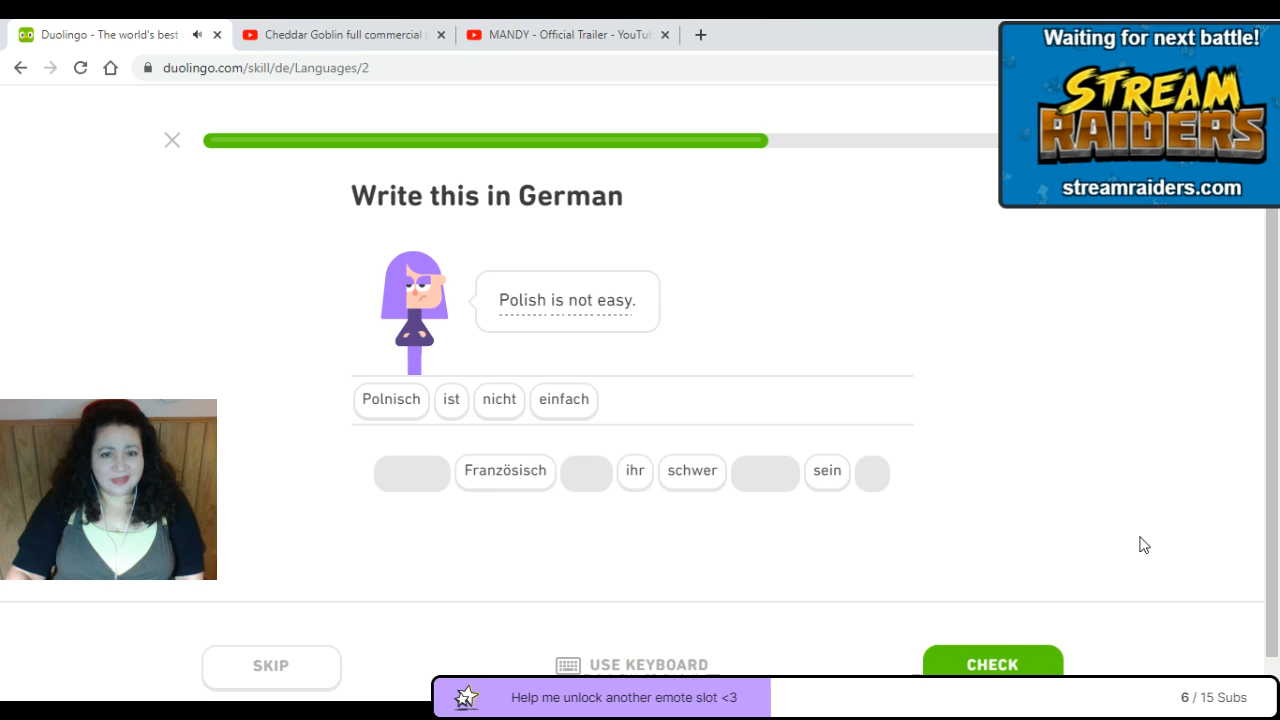 Duolingo - The world's best
Cheddar Goblin full commercial
MANDY - Official Trailer - YouTu
duolingo.com/skill/de/Languages/2
Waiting for next battle!
STREAM
RAIDERS
streamraiders.com
Write this in German
Polish is not easy.
Polnisch ist nicht einfach
Französisch ihr schwer sein
SKIP
USE KEYBOARD
CHECK
Help me unlock another emote slot <3
6 / 15 Subs